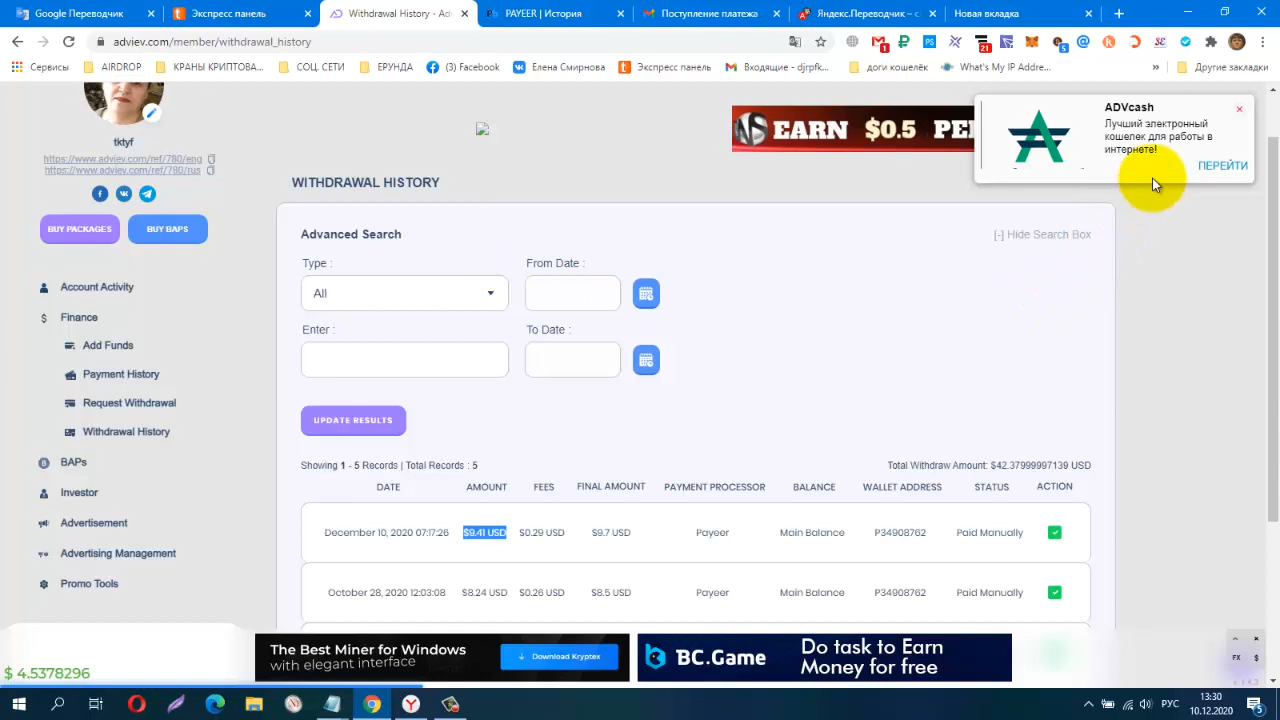 Google Переводчик
Экспресс панель
Withdrawal History - Ad
PAYEER | История
Поступление платежа
Яндекс.Переводчик – с
Новая вкладка
adviev.com/member/withdrawal_history
1
21
5
Сервисы
AIRDROP
КРАНЫ КРИПТОВА...
СОЦ. СЕТИ
ЕРУНДА
(3) Facebook
Елена Смирнова
Экспресс панель
Входящие - djrpfk...
доги кошелёк
What's My IP Addre...
»
Другие закладки
tktyf
https://www.adviev.com/ref/780/eng
https://www.adviev.com/ref/780/rus
BUY PACKAGES
BUY BAPS
Account Activity
Finance
Add Funds
Payment History
Request Withdrawal
Withdrawal History
BAPs
Investor
Advertisement
Advertising Management
Promo Tools
$ 4.5378296
EARN $0.5 PE
ADVcash
Лучший электронный
кошелек для работы в
интернете!
ПЕРЕЙТИ
WITHDRAWAL HISTORY
Advanced Search
[-] Hide Search Box
Type :
From Date :
All
Enter :
To Date :
UPDATE RESULTS
Showing 1 - 5 Records | Total Records : 5
Total Withdraw Amount: $42.37999997139 USD
DATE AMOUNT FEES FINAL AMOUNT PAYMENT PROCESSOR BALANCE WALLET ADDRESS STATUS ACTION
December 10, 2020 07:17:26 $9.41 USD $0.29 USD $9.7 USD Payeer Main Balance P34908762 Paid Manually
October 28, 2020 12:03:08 $8.24 USD $0.26 USD $8.5 USD Payeer Main Balance P34908762 Paid Manually
The Best Miner for Windows
with elegant interface
Download Kryptex
BC.Game
Do task to Earn
Money for free
FX $
РУС
13:30
10.12.2020
5